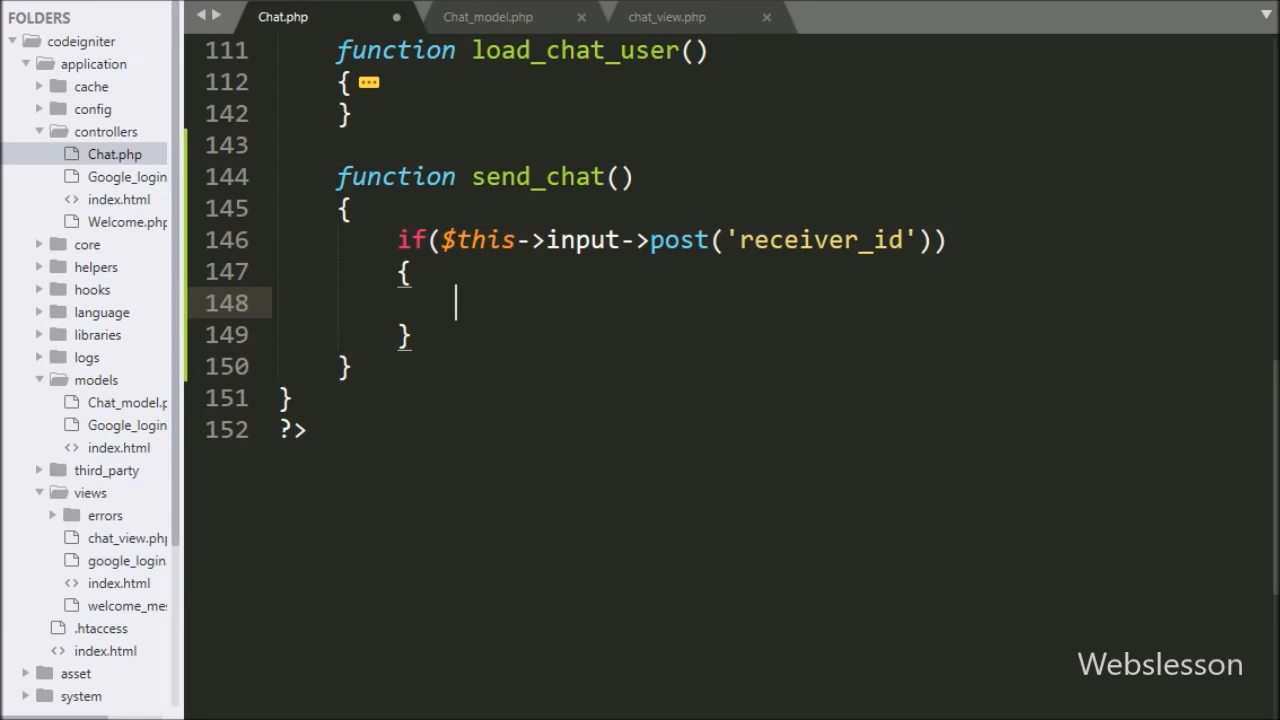 FOLDERS
codeigniter
application
cache
config
controllers
Chat.php
Google_login
index.html
Welcome.php
core
helpers
hooks
language
libraries
logs
models
Chat_model.p
Google_login
index.html
third_party
views
errors
chat_view.php
google_login
index.html
welcome_mes
.htaccess
index.html
asset
system
Chat.php
Chat_model.php
chat_view.php
111 function load_chat_user()
112 {
142 }
143
144 function send_chat()
145 {
146 if($this->input->post('receiver_id'))
147 {
148
149 }
150 }
151 }
152 ?>
Webslesson